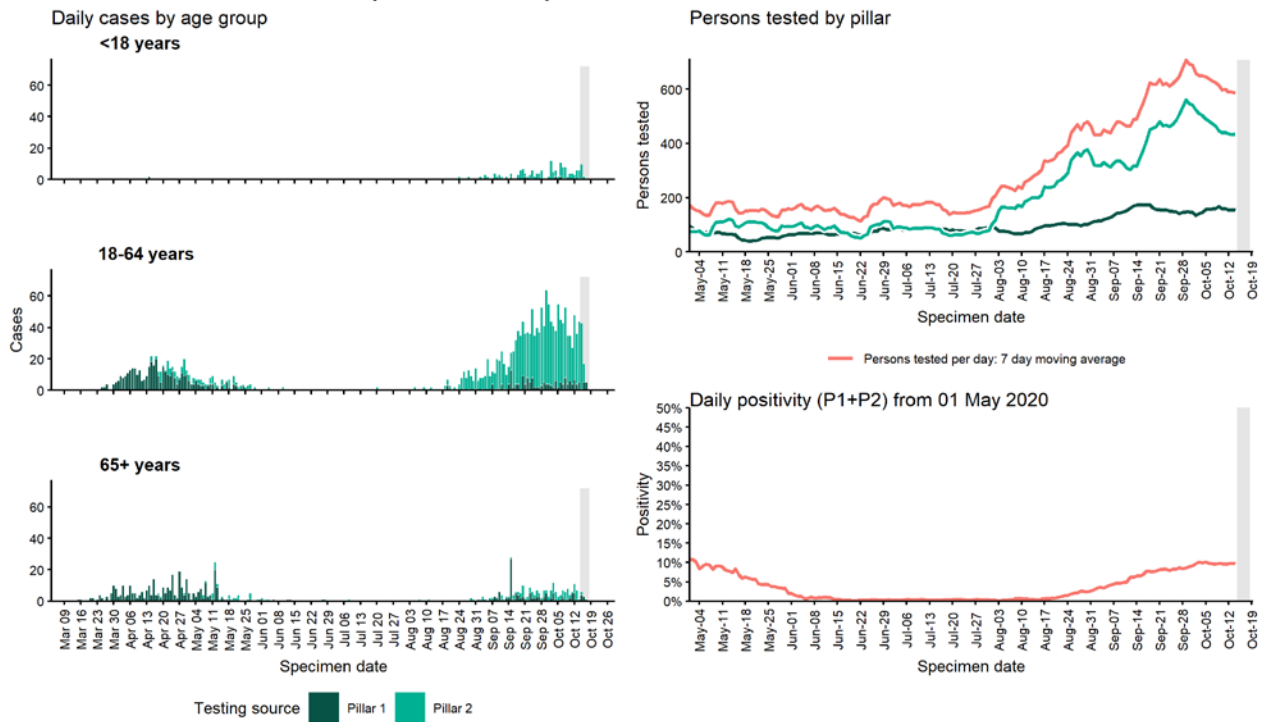 Daily cases by age group
<18 years
60
40
20
0
18-64 years
60
40
20
0
Cases
65+ years
60
40
20
0
Mar 09
Mar 16
Mar 23
Mar 30
Apr 06
Apr 13
Apr 20
Apr 27
May 04
May 11
May 18
May 25
Jun 01
Jun 08
Jun 15
Jun 22
Jun 29
Jul 06
Jul 13
Jul 20
Jul 27
Aug 03
Aug 10
Aug 17
Aug 24
Aug 31
Sep 07
Sep 14
Sep 21
Sep 28
Oct 05
Oct 12
Oct 19
Oct 26
Specimen date
Testing source Pillar 1 Pillar 2
Persons tested by pillar
600
400
200
0
Persons tested
May-04
May-11
May-18
May-25
Jun-01
Jun-08
Jun-15
Jun-22
Jun-29
Jul-06
Jul-13
Jul-20
Jul-27
Aug-03
Aug-10
Aug-17
Aug-24
Aug-31
Sep-07
Sep-14
Sep-21
Sep-28
Oct-05
Oct-12
Oct-19
Specimen date
Persons tested per day: 7 day moving average
Daily positivity (P1+P2) from 01 May 2020
50%
45%
40%
35%
30%
25%
20%
15%
10%
5%
0%
Positivity
May-04
May-11
May-18
May-25
Jun-01
Jun-08
Jun-15
Jun-22
Jun-29
Jul-06
Jul-13
Jul-20
Jul-27
Aug-03
Aug-10
Aug-17
Aug-24
Aug-31
Sep-07
Sep-14
Sep-21
Sep-28
Oct-05
Oct-12
Oct-19
Specimen date